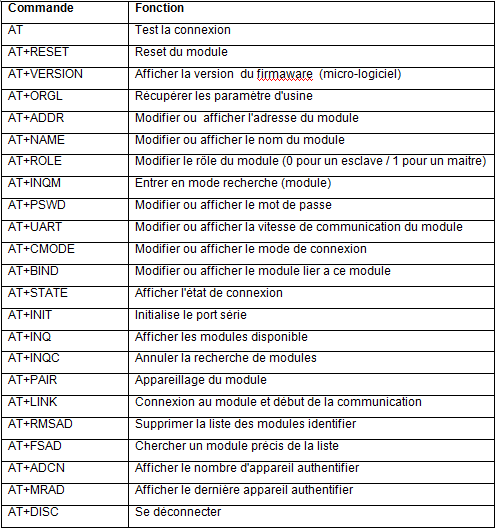 Commande Fonction
AT Test la connexion
AT+RESET Reset du module
AT+VERSION Afficher la version du firmaware (micro-logiciel)
AT+ORGL Récupérer les paramètre d'usine
AT+ADDR Modifier ou afficher l'adresse du module
AT+NAME Modifier ou afficher le nom du module
AT+ROLE Modifier le rôle du module (0 pour un esclave / 1 pour un maitre)
AT+INQM Entrer en mode recherche (module)
AT+PSWD Modifier ou afficher le mot de passe
AT+UART Modifier ou afficher la vitesse de communication du module
AT+CMODE Modifier ou afficher le mode de connexion
AT+BIND Modifier ou afficher le module lier a ce module
AT+STATE Afficher l'état de connexion
AT+INIT Initialise le port série
AT+INQ Afficher les modules disponible
AT+INQC Annuler la recherche de modules
AT+PAIR Appareillage du module
AT+LINK Connexion au module et début de la communication
AT+RMSAD Supprimer la liste des modules identifier
AT+FSAD Chercher un module précis de la liste
AT+ADCN Afficher le nombre d'appareil authentifier
AT+MRAD Afficher le dernière appareil authentifier
AT+DISC Se déconnecter